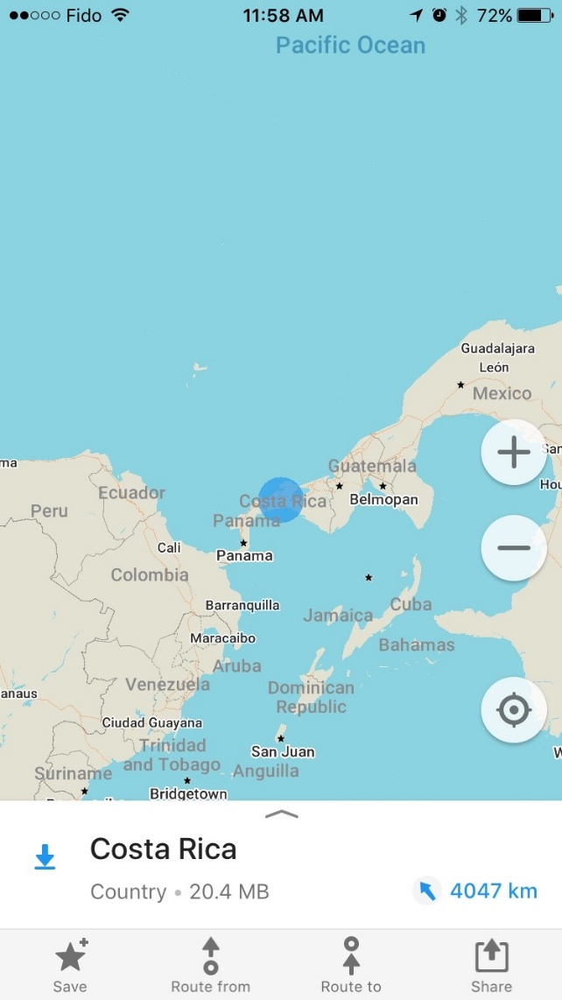 Fido
11:58 AM
72%
Pacific Ocean
Guadalajara
León
Mexico
San
Guatemala
Hou
ma
Ecuador
Belmopan
Costa Rica
Peru
Panama
Cali
Panama
Colombia
Barranquilla
Cuba
Jamaica
Maracaibo
Bahamas
Aruba
Venezuela
Dominican
Republic
anaus
Ciudad Guayana
Trinidad
and Tobago
San Juan
W
Suriname
Anguilla
Bridgetown
Costa Rica
Country • 20.4 MB
4047 km
Save
Route from
Route to
Share